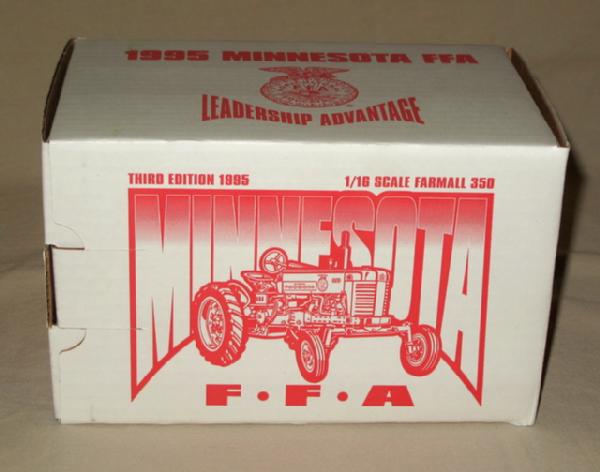 1995 MINNESOTA FFA
LEADERSHIP ADVANTAGE
THIRD EDITION 1995
1/16 SCALE FARMALL 350
MINNESOTA
F·F·A